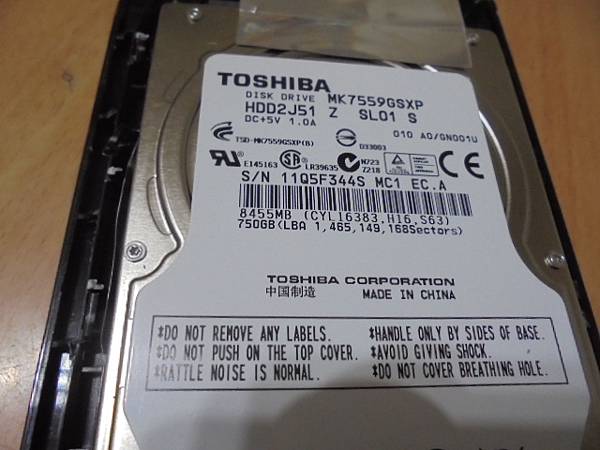 TOSHIBA
DISK DRIVE MK7559GSXP
HDD2J51 Z SL01 S
DC+5V 1.0A
010 A0/GN001U
TSD-MK7559GSXP(B)
D33003
E145163 LR39635 N723 7218
S/N 11Q5F344S MC1 EC.A
8455MB (CYL16383.H16.S63)
750GB(LBA 1,465,149,168Sectors)
TOSHIBA CORPORATION
中国制造 MADE IN CHINA
*DO NOT REMOVE ANY LABELS. *HANDLE ONLY BY SIDES OF BASE.
*DO NOT PUSH ON THE TOP COVER. *AVOID GIVING SHOCK.
*RATTLE NOISE IS NORMAL. *DO NOT COVER BREATHING HOLE.